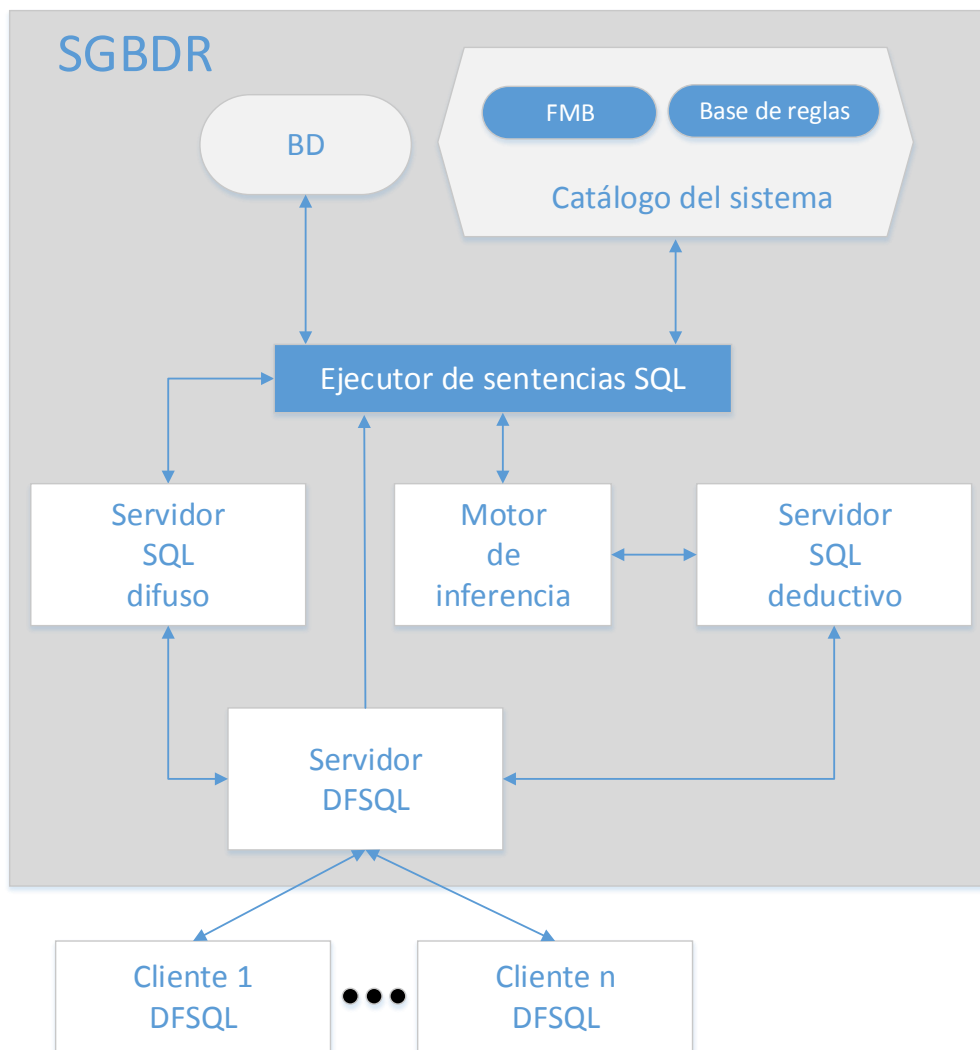 SGBDR
BD
FMB
Base de reglas
Catálogo del sistema
Ejecutor de sentencias SQL
Servidor
SQL
difuso
Motor
de
inferencia
Servidor
SQL
deductivo
Servidor
DFSQL
Cliente 1
DFSQL
Cliente n
DFSQL